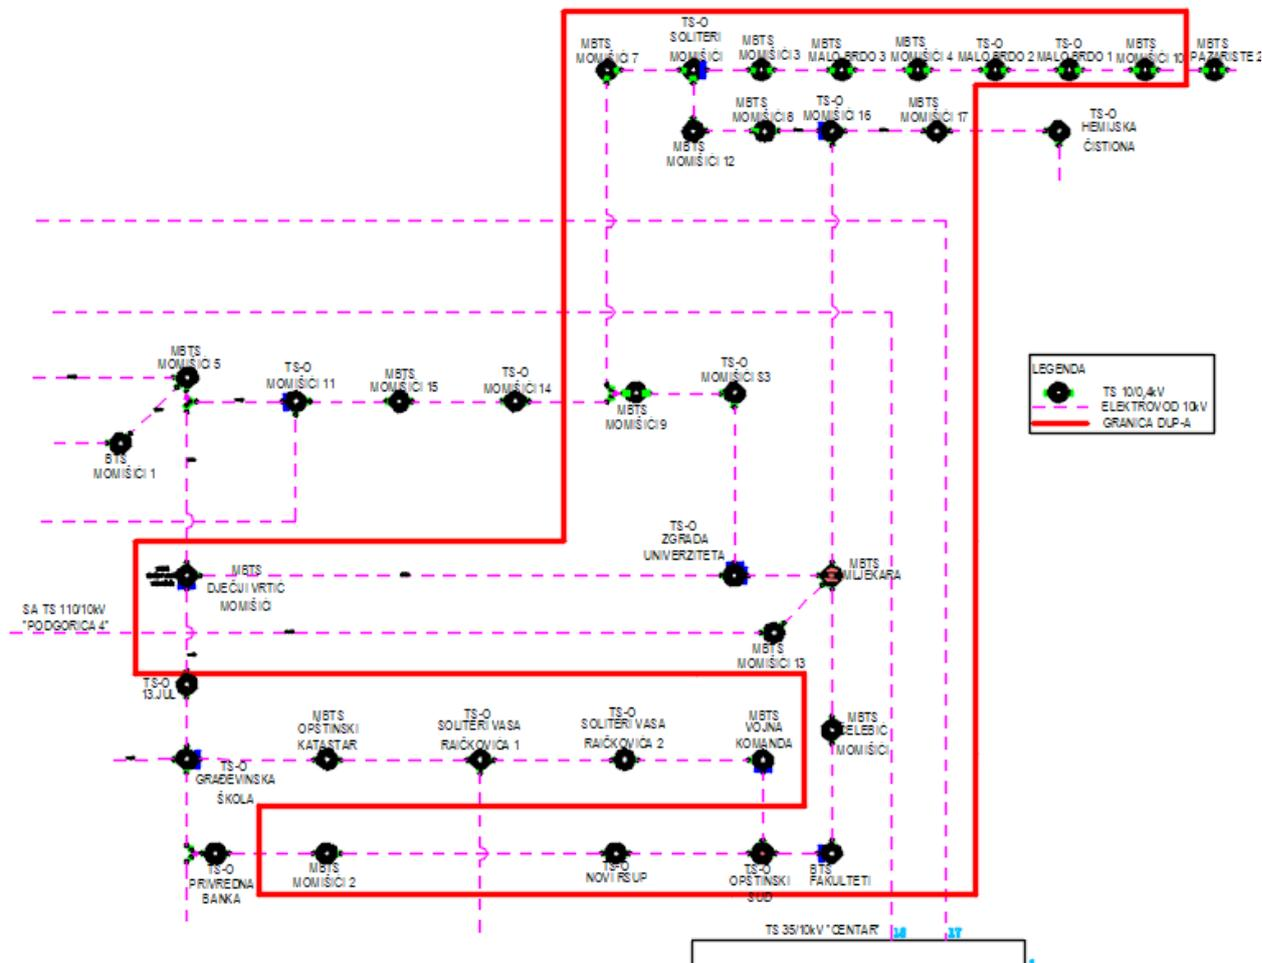 TS-O
SOLITERI
MOMIŠIĆI
MBTS
MOMIŠIĆI 7
MBTS
MOMIŠIĆI 3
MBTS
MALO BRDO 3
MBTS
MOMIŠIĆI 4
TS-O
MALO BRDO 2
TS-O
MALO BRDO 1
MBTS
MOMIŠIĆI 10
MBTS
PAZARIŠTE 2
MBTS
MOMIŠIĆI 12
MBTS
MOMIŠIĆI 8
TS-O
MOMIŠIĆI 16
MBTS
MOMIŠIĆI 17
TS-O
HEMIJSKA
ČISTIONA
MBTS
MOMIŠIĆI 5
TS-O
MOMIŠIĆI 11
MBTS
MOMIŠIĆI 15
TS-O
MOMIŠIĆI 14
MBTS
MOMIŠIĆI 9
TS-O
MOMIŠIĆI S3
BTS
MOMIŠIĆI 1
LEGENDA
TS 10/0,4kV
ELEKTROVOD 10kV
GRANICA DUP-A
TS-O
ZGRADA
UNIVERZITETA
MBTS
MLJEKARA
MBTS
DJEČJI VRTIĆ
MOMIŠIĆI
SA TS 110/10kV
"PODGORICA 4"
MBTS
MOMIŠIĆI 13
TS-O
13.JUL
MBTS
OPŠTINSKI
KATASTAR
TS-O
SOLITERI VASA
RAIČKOVIĆA 1
TS-O
SOLITERI VASA
RAIČKOVIĆA 2
MBTS
VOJNA
KOMANDA
MBTS
ĐELEBIĆ
MOMIŠIĆI
TS-O
GRAĐEVINSKA
ŠKOLA
TS-O
PRIVREDNA
BANKA
MBTS
MOMIŠIĆI 2
TS-O
NOVI RSUP
TS-O
OPŠTINSKI
SUD
BTS
FAKULTETI
TS 35/10kV "CENTAR"
16
17